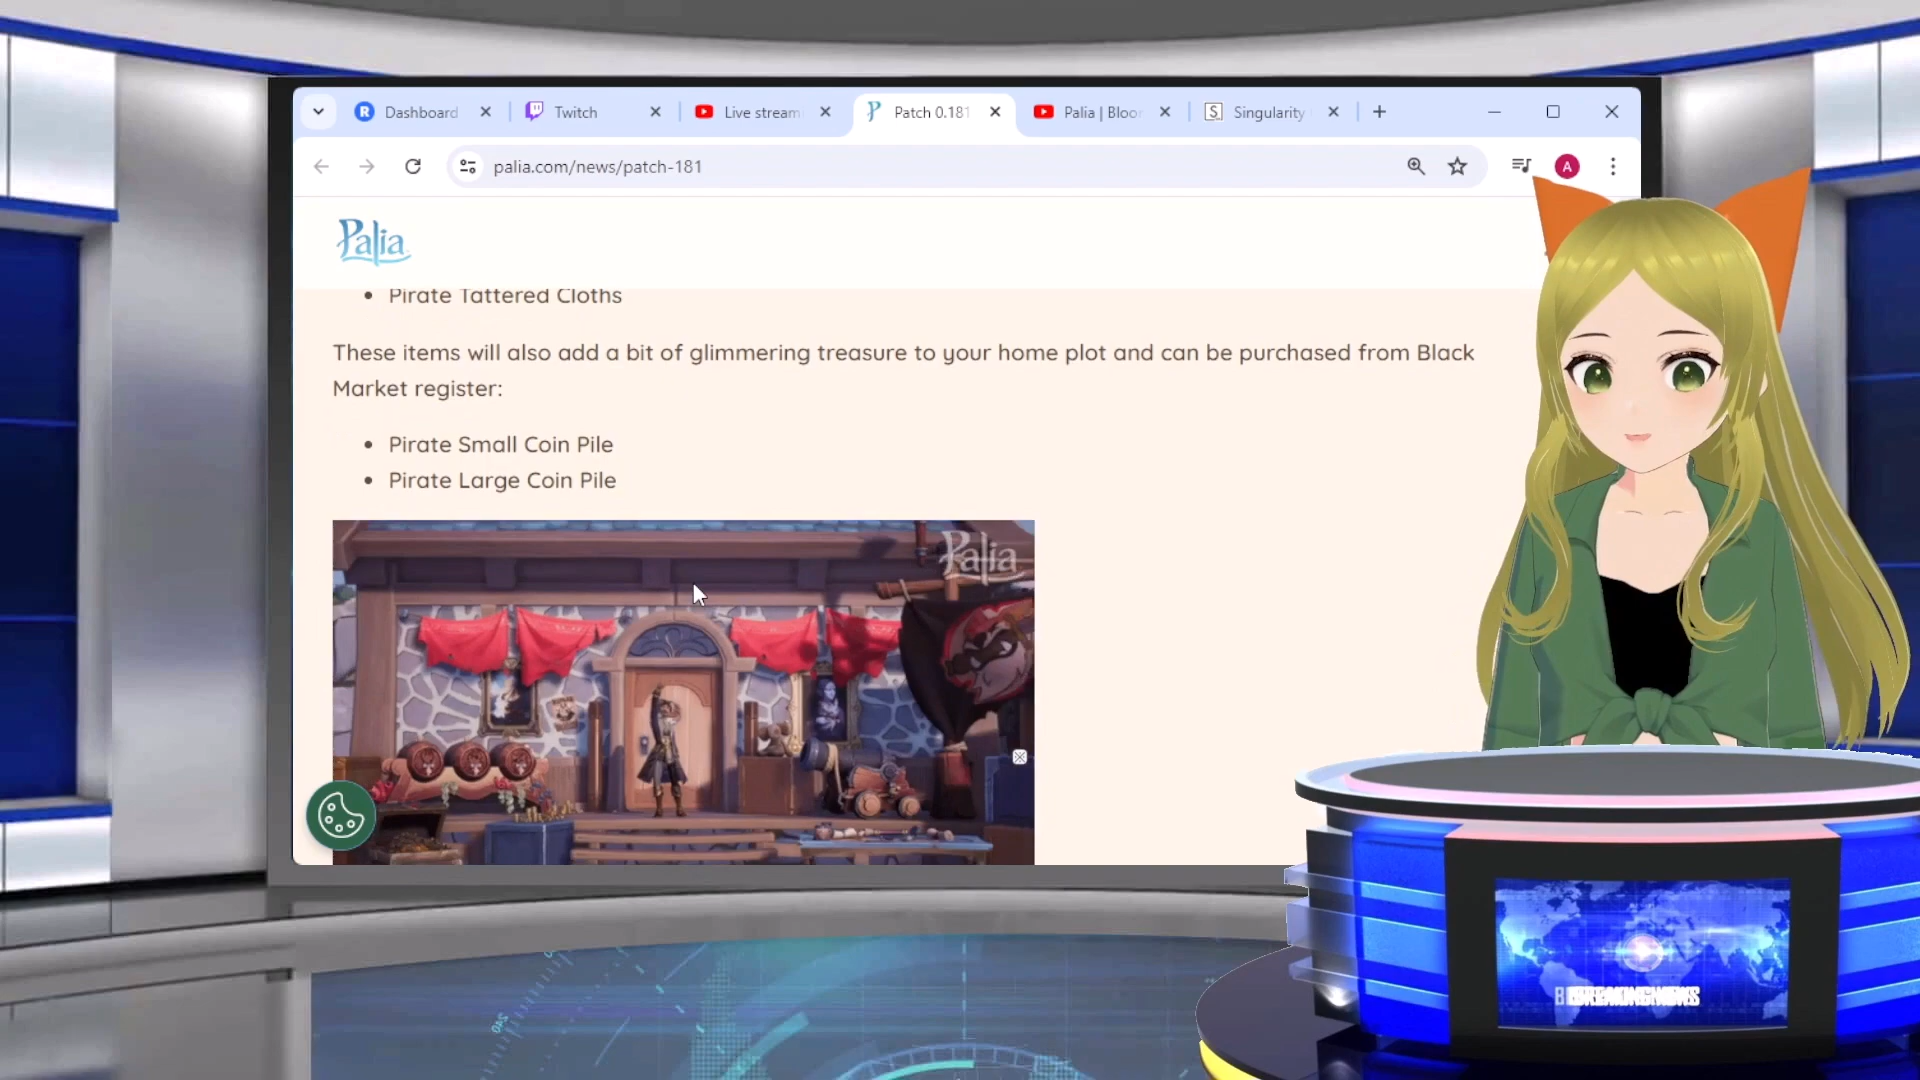 Dashboard
Twitch
Live stream
Patch 0.181
Palia | Bloo
Singularity
palia.com/news/patch-181
A
Palia
Pirate Tattered Cloths
These items will also add a bit of glimmering treasure to your home plot and can be purchased from Black
Market register:
Pirate Small Coin Pile
Pirate Large Coin Pile
Palia